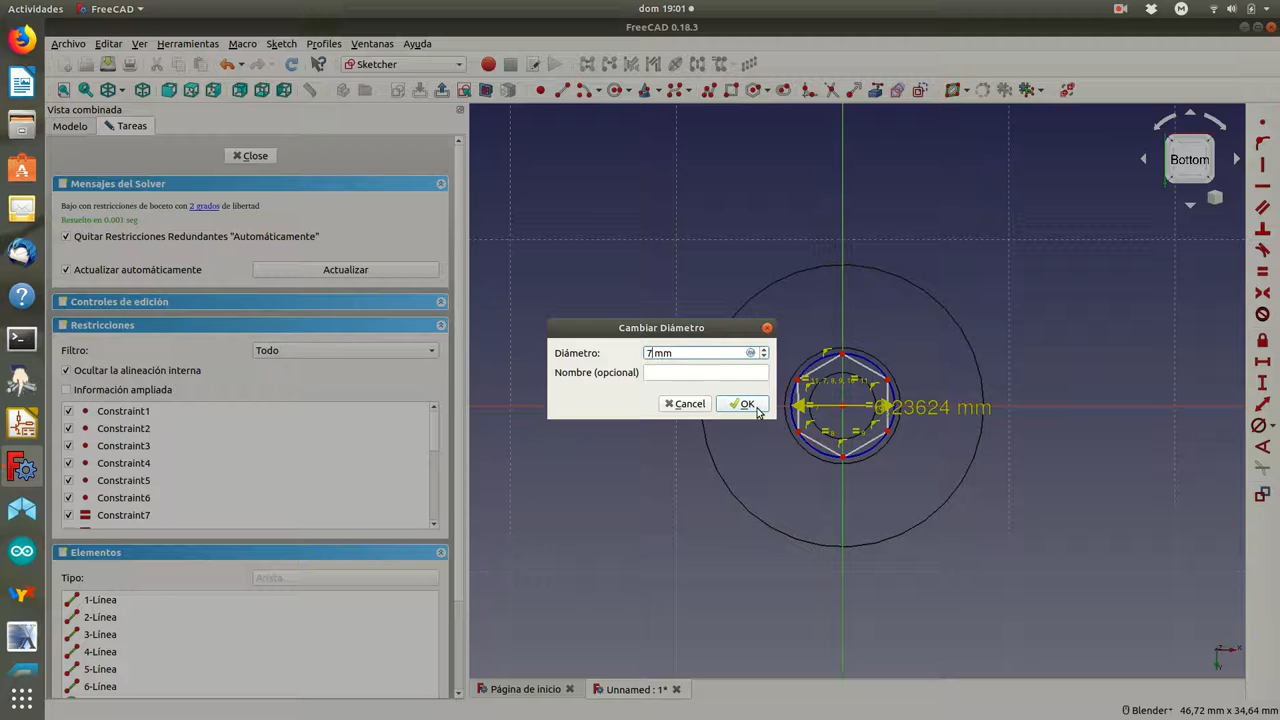 Actividades FreeCAD dom 19:01
FreeCAD 0.18.3
Archivo Editar Ver Herramientas Macro Sketch Profiles Ventanas Ayuda
Sketcher
Vista combinada
Modelo Tareas
Close
Mensajes del Solver
Bajo con restricciones de boceto con 2 grados de libertad
Resuelto en 0.001 seg
Quitar Restricciones Redundantes "Automáticamente"
Actualizar automáticamente Actualizar
Controles de edición
Restricciones
Filtro: Todo
Ocultar la alineación interna
Información ampliada
Constraint1
Constraint2
Constraint3
Constraint4
Constraint5
Constraint6
Constraint7
Elementos
Tipo: Arista
1-Línea
2-Línea
3-Línea
4-Línea
5-Línea
6-Línea
Cambiar Diámetro
Diámetro: 7 mm
Nombre (opcional)
Cancel OK
23624 mm
Bottom
Página de inicio Unnamed : 1*
Blender 46,72 mm x 34,64 mm